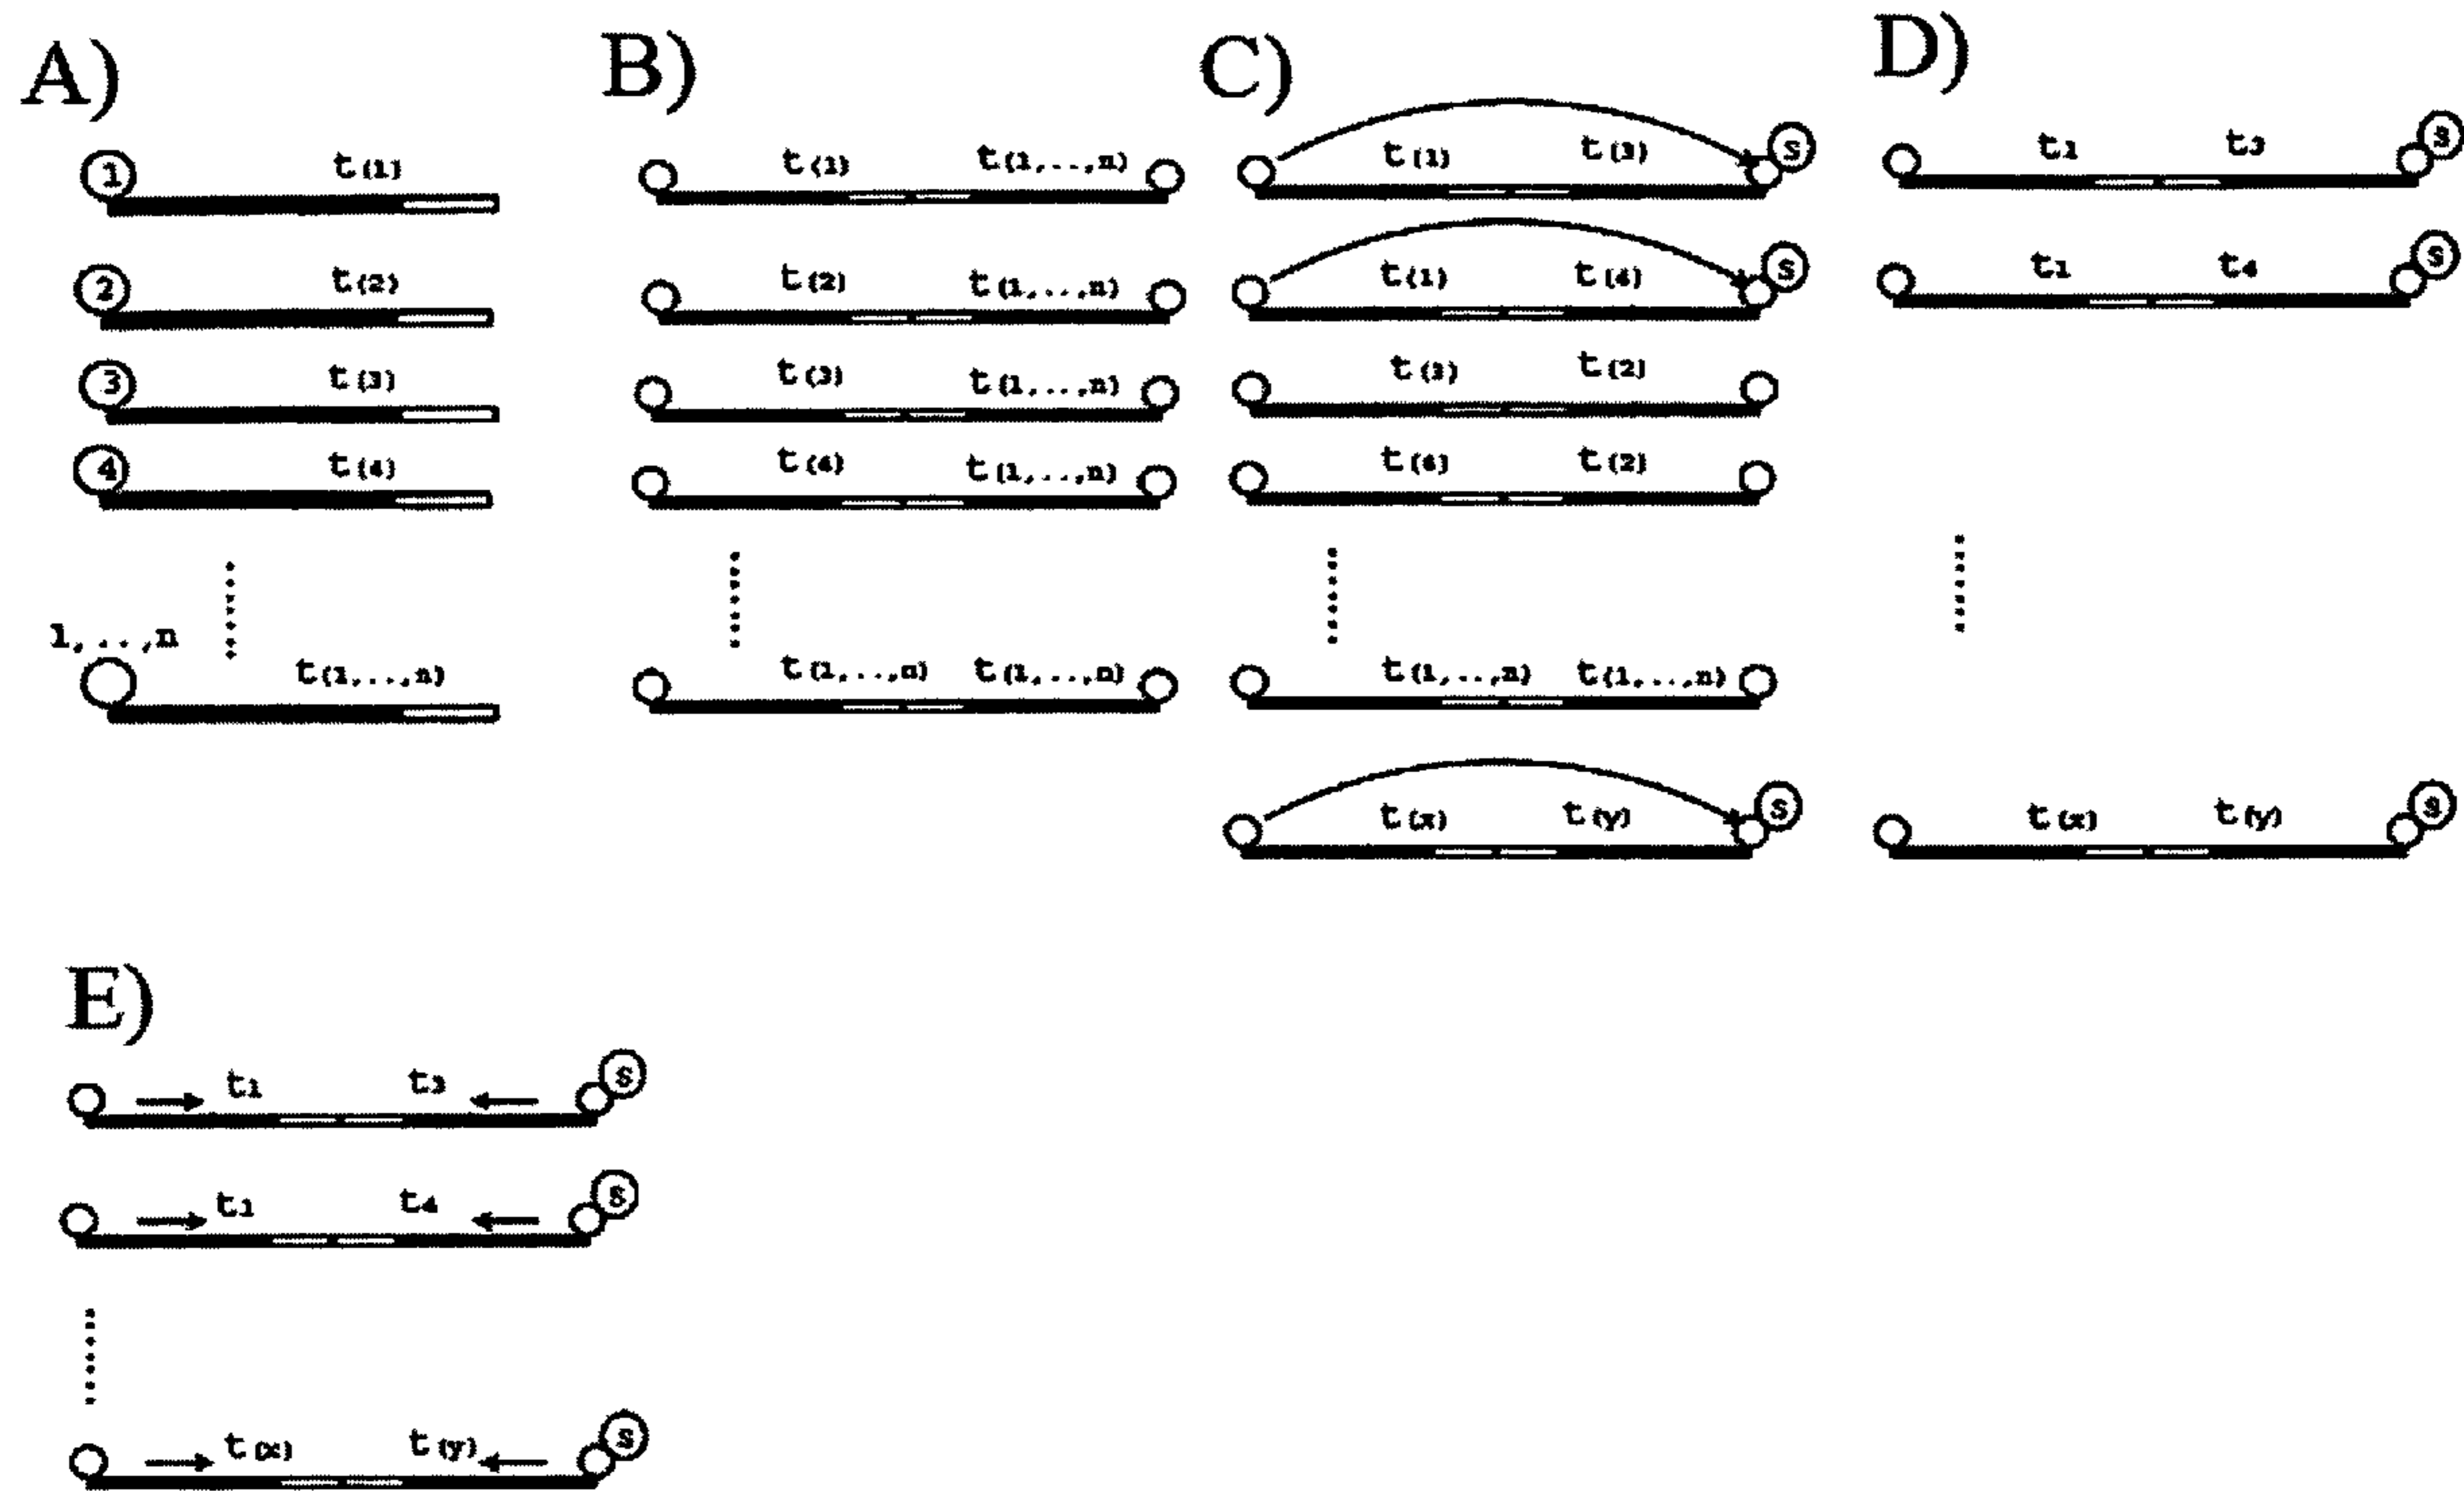 A)
1 t(1)
2 t(2)
3 t(3)
4 t(4)
1,..,n
t(1,..,n)
B)
t(1) t(1,..,n)
t(2) t(1,..,n)
t(3) t(1,..,n)
t(4) t(1,..,n)
t(1,..,n) t(1,..,n)
C)
t(1) t(3) S
t(1) t(4) S
t(3) t(2)
t(4) t(2)
t(1,..,n) t(1,..,n)
t(x) t(y) S
D)
t1 t3 S
t1 t4 S
t(x) t(y) S
E)
t1 t3 S
t1 t4 S
t(x) t(y) S